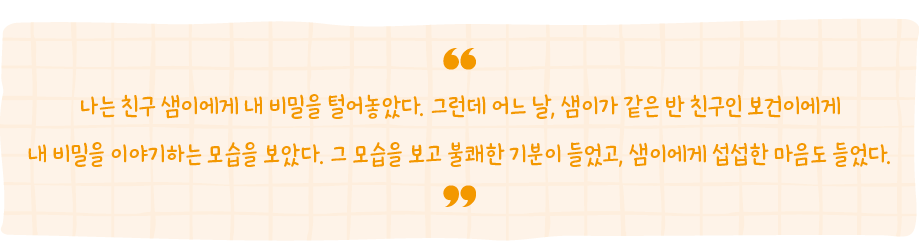 ❝
나는 친구 샘이에게 내 비밀을 털어놓았다. 그런데 어느 날, 샘이가 같은 반 친구인 보건이에게
내 비밀을 이야기하는 모습을 보았다. 그 모습을 보고 불쾌한 기분이 들었고, 샘이에게 섭섭한 마음도 들었다.
❞